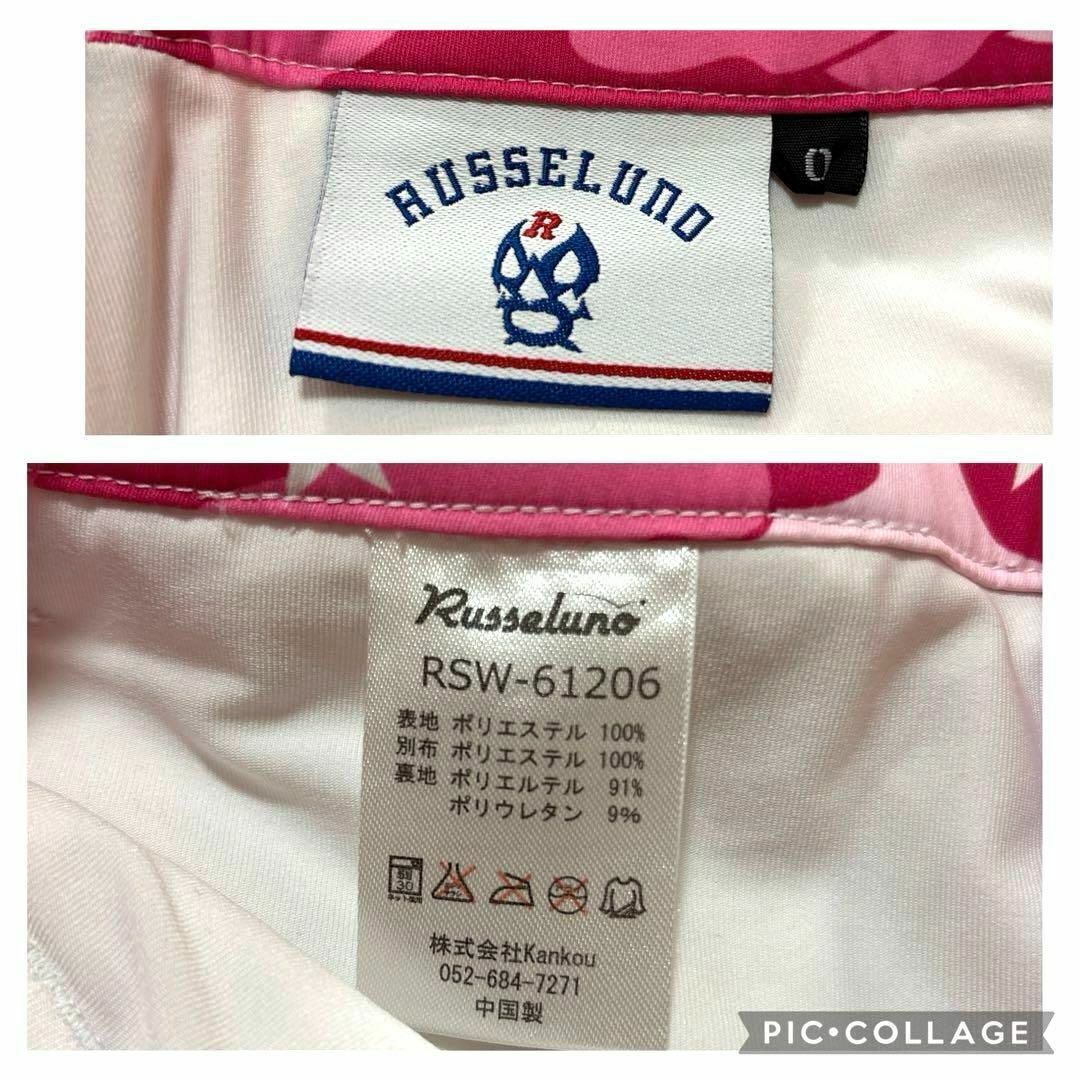 RUSSELUNO
R
0
Russeluno
RSW-61206
表地 ポリエステル 100%
別布 ポリエステル 100%
裏地 ポリエルテル 91%
ポリウレタン 9%
弱
30
株式会社Kankou
052-684-7271
中国製
PIC•COLLAGE